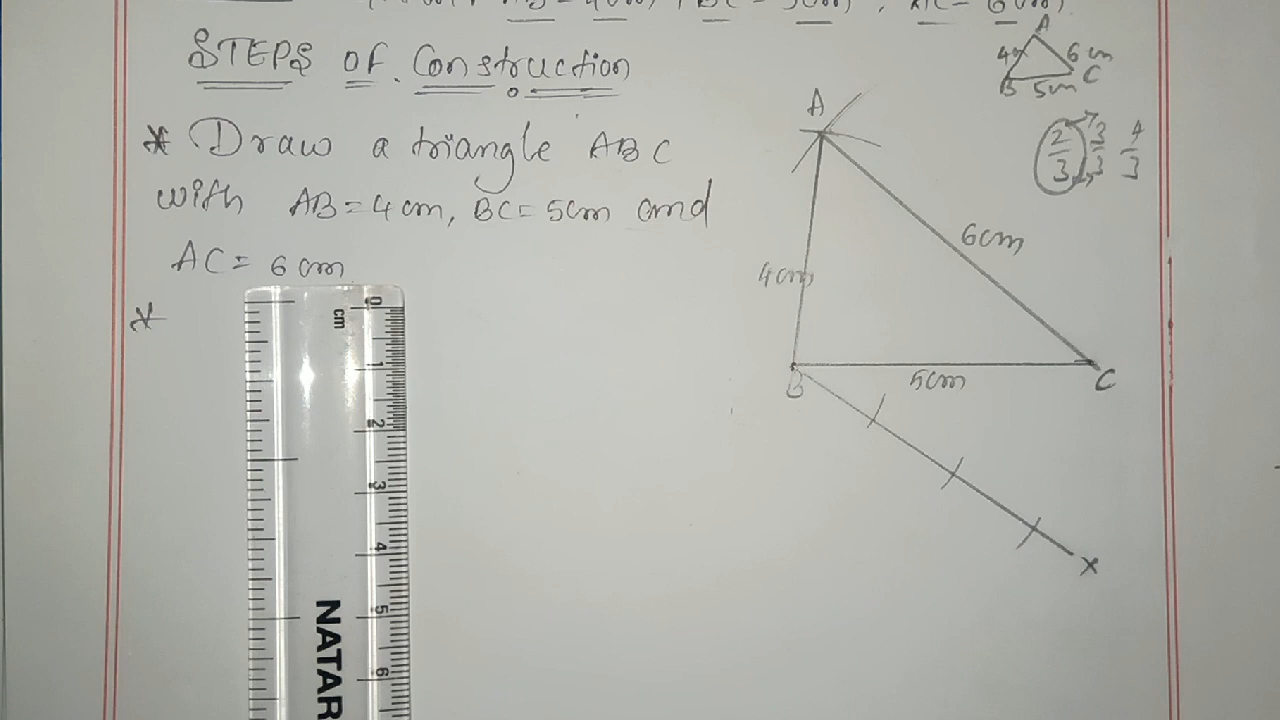 STEPS of Construction
* Draw a triangle ABC
with AB = 4 cm, BC = 5cm and
AC = 6 cm
*
A
4
6 cm
B
5cm
C
2/3 3/3 4/3
A
4cm
6cm
B
5cm
C
X
cm
0
1
2
3
4
5
6
NATAR